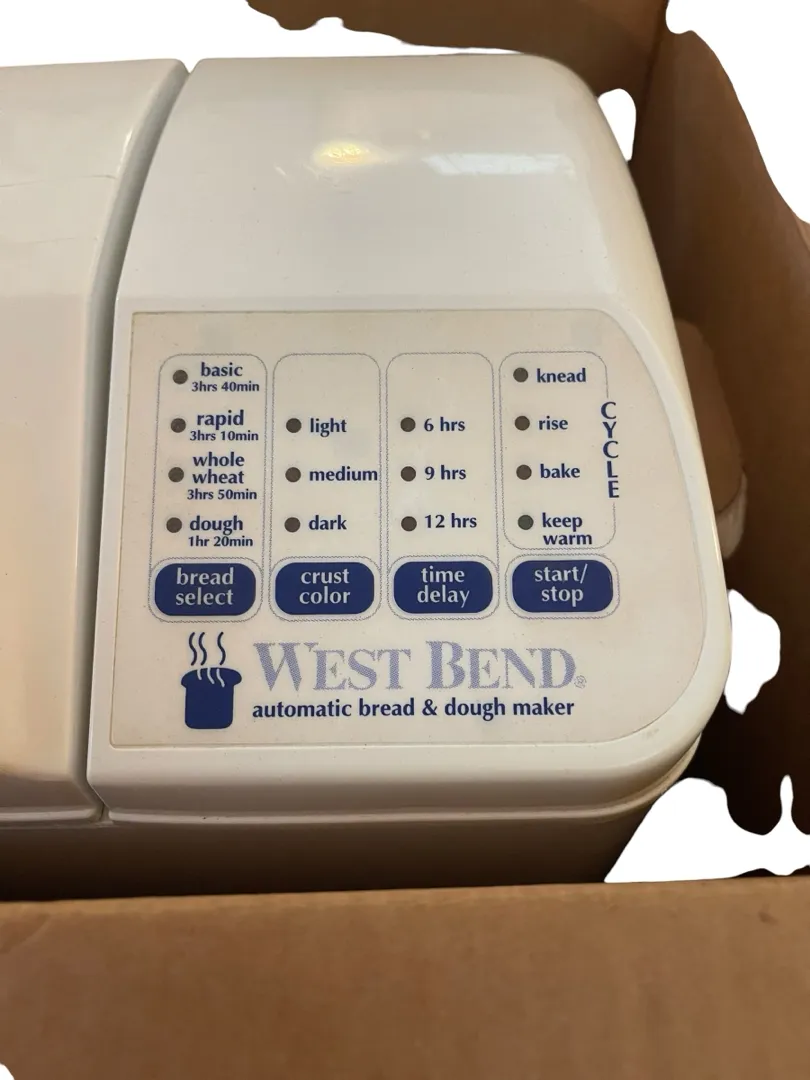 basic
3hrs 40min
rapid
3hrs 10min
whole
wheat
3hrs 50min
dough
1hr 20min
bread
select
light
medium
dark
crust
color
6 hrs
9 hrs
12 hrs
time
delay
knead
rise
bake
keep
warm
CYCLE
start/
stop
WEST BEND®
automatic bread & dough maker